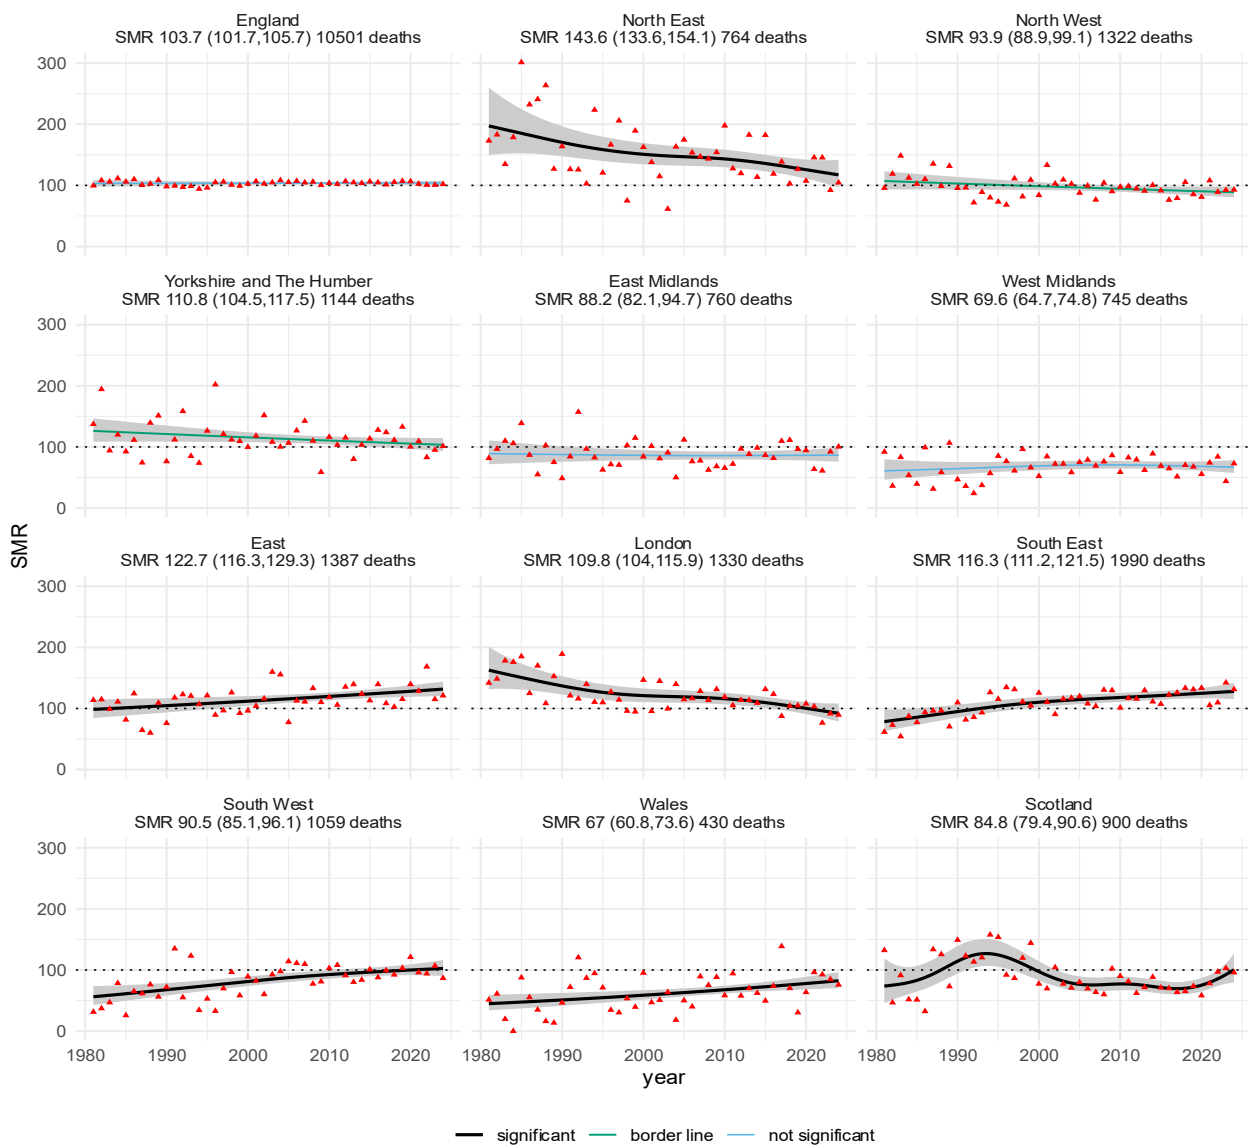 England
SMR 103.7 (101.7,105.7) 10501 deaths
North East
SMR 143.6 (133.6,154.1) 764 deaths
North West
SMR 93.9 (88.9,99.1) 1322 deaths
300
200
100
0
Yorkshire and The Humber
SMR 110.8 (104.5,117.5) 1144 deaths
East Midlands
SMR 88.2 (82.1,94.7) 760 deaths
West Midlands
SMR 69.6 (64.7,74.8) 745 deaths
300
200
100
0
SMR
East
SMR 122.7 (116.3,129.3) 1387 deaths
London
SMR 109.8 (104,115.9) 1330 deaths
South East
SMR 116.3 (111.2,121.5) 1990 deaths
300
200
100
0
South West
SMR 90.5 (85.1,96.1) 1059 deaths
Wales
SMR 67 (60.8,73.6) 430 deaths
Scotland
SMR 84.8 (79.4,90.6) 900 deaths
300
200
100
0
1980 1990 2000 2010 2020
1980 1990 2000 2010 2020
1980 1990 2000 2010 2020
year
significant border line not significant